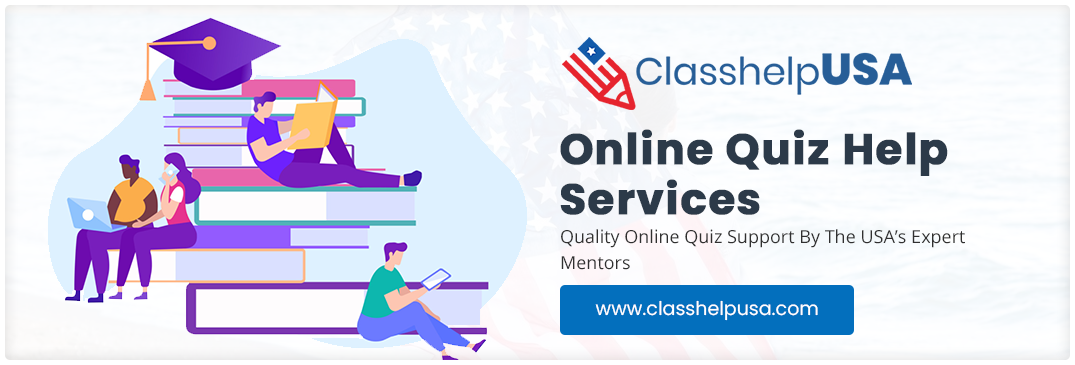 ClasshelpUSA
Online Quiz Help
Services
Quality Online Quiz Support By The USA’s Expert
Mentors
www.classhelpusa.com